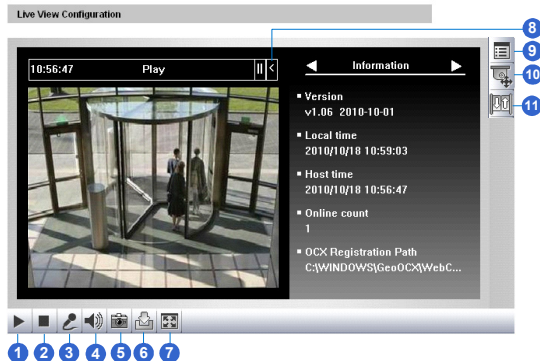 Live View Configuration
8
9
10
11
10:56:47 Play
Information
Version
v1.06 2010-10-01
Local time
2010/10/18 10:59:03
Host time
2010/10/18 10:56:47
Online count
1
OCX Registration Path
C:\WINDOWS\GeoOCX\WebC...
1 2 3 4 5 6 7